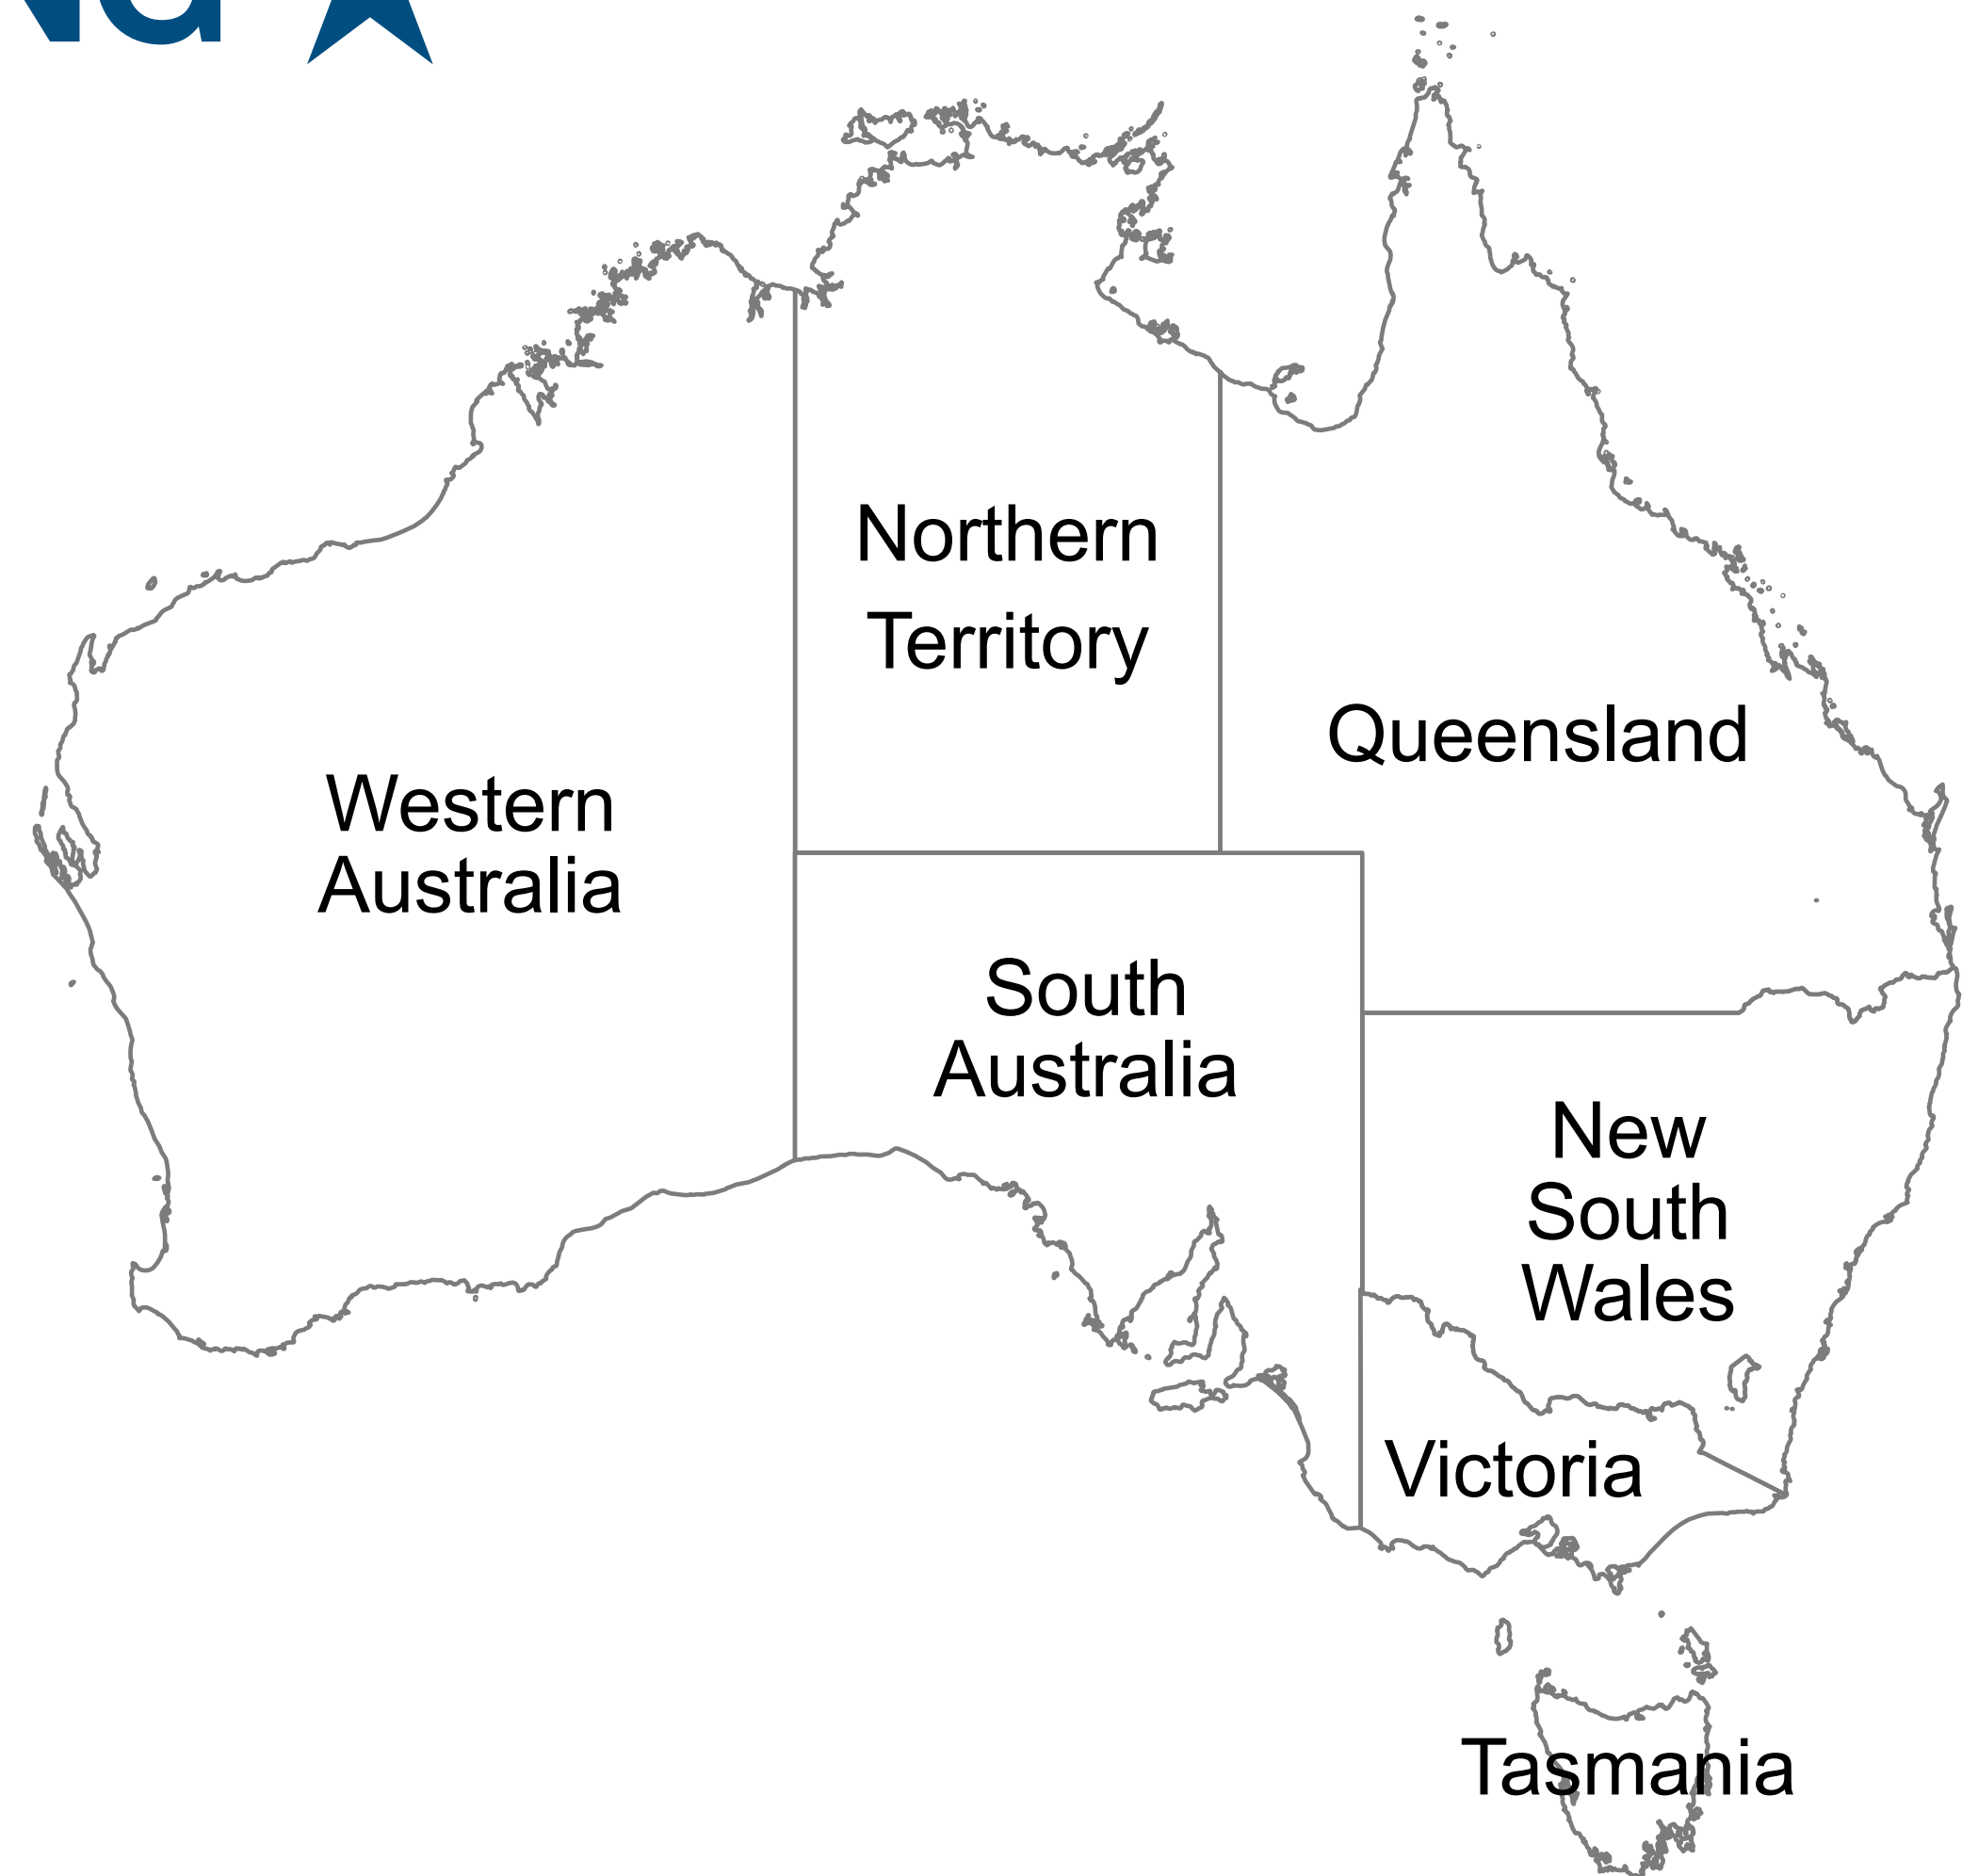 Northern
Territory
Queensland
Western
Australia
South
Australia
New
South
Wales
Victoria
Tasmania